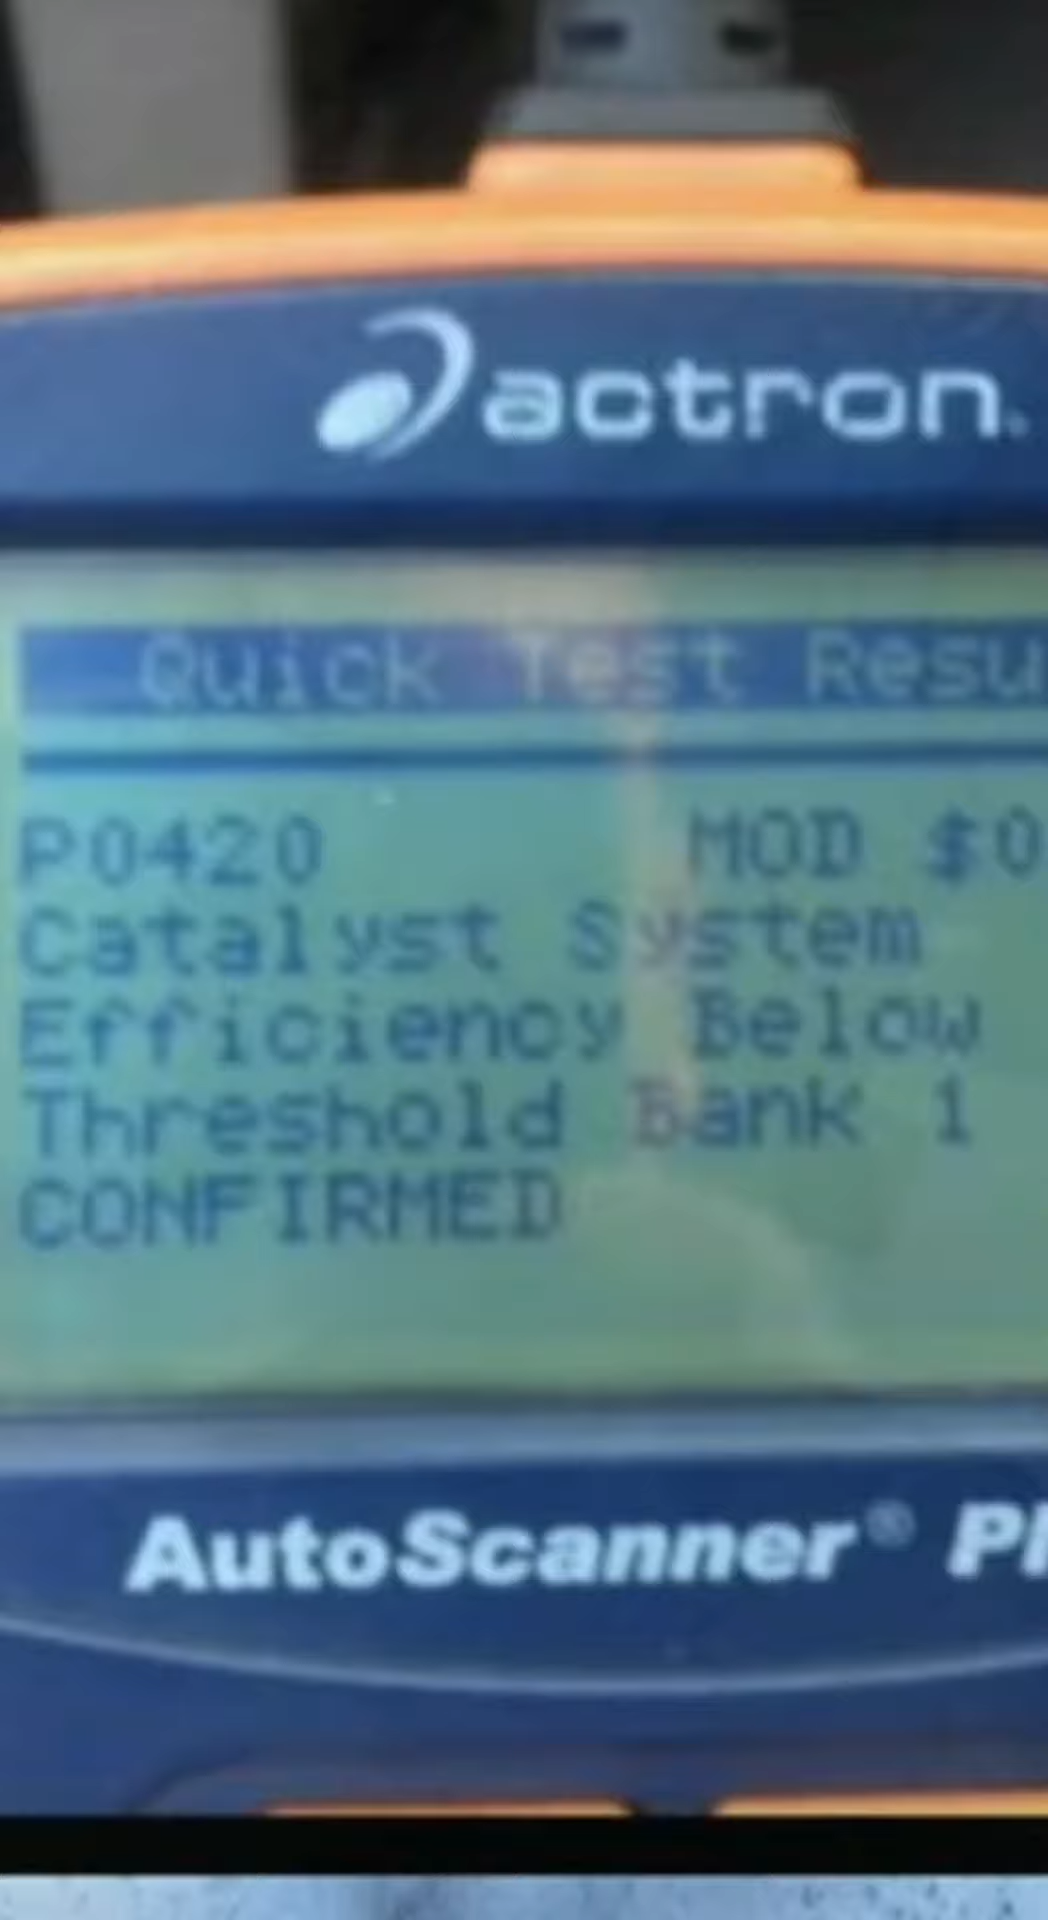 actron
Quick Test Resu
P0420 MOD $0
Catalyst System
Efficiency Below
Threshold Bank 1
CONFIRMED
AutoScanner® Pl